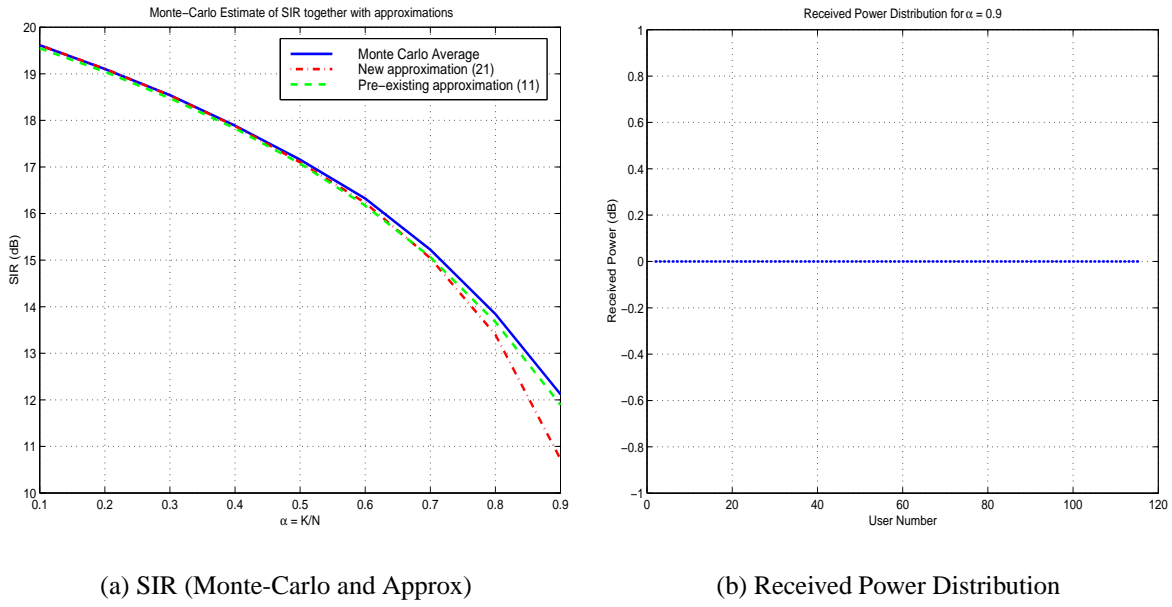 Monte-Carlo Estimate of SIR together with approximations
20
19
18
17
16
15
14
13
12
11
10
SIR (dB)
Monte Carlo Average
New approximation (21)
Pre-existing approximation (11)
0.1 0.2 0.3 0.4 0.5 0.6 0.7 0.8 0.9
α = K/N
(a) SIR (Monte-Carlo and Approx)
Received Power Distribution for α = 0.9
1
0.8
0.6
0.4
0.2
0
−0.2
−0.4
−0.6
−0.8
−1
Received Power (dB)
0 20 40 60 80 100 120
User Number
(b) Received Power Distribution